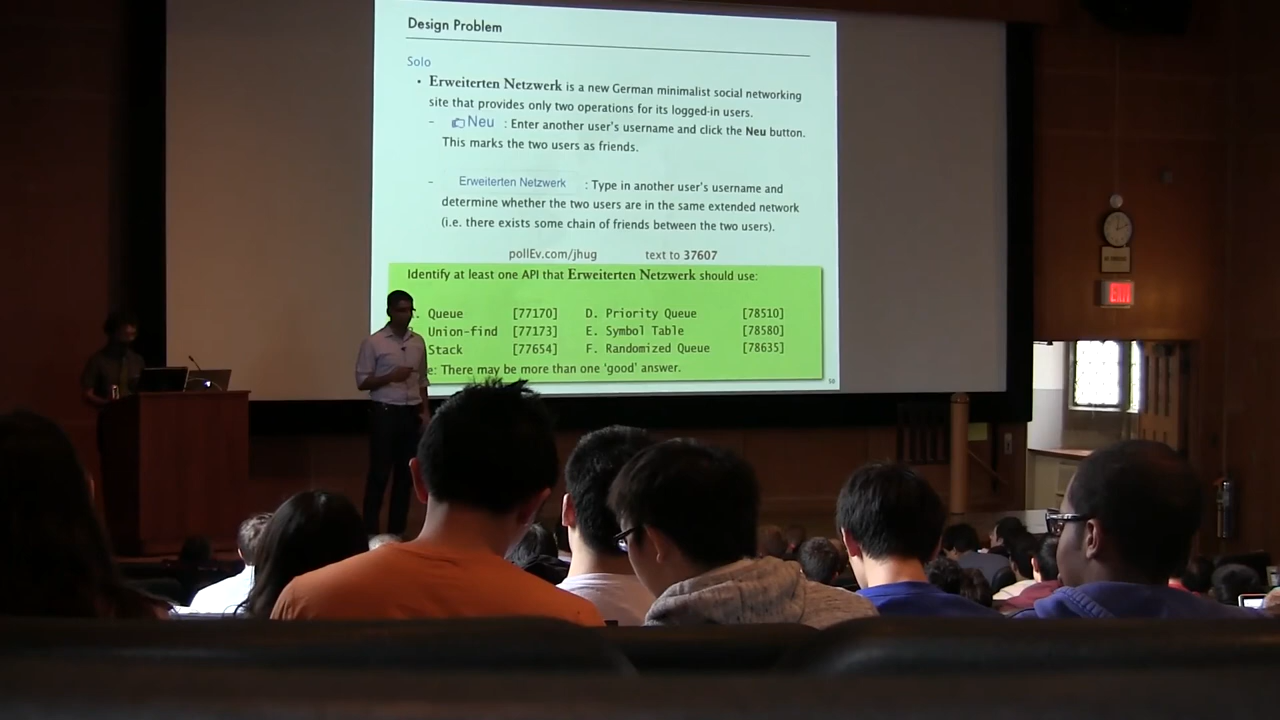 Design Problem
Solo
• Erweiterten Netzwerk is a new German minimalist social networking
site that provides only two operations for its logged-in users.
– Neu : Enter another user's username and click the Neu button.
This marks the two users as friends.
– Erweiterten Netzwerk : Type in another user's username and
determine whether the two users are in the same extended network
(i.e. there exists some chain of friends between the two users).
pollEv.com/jhug text to 37607
Identify at least one API that Erweiterten Netzwerk should use:
. Queue [77170] D. Priority Queue [78510]
Union-find [77173] E. Symbol Table [78580]
Stack [77654] F. Randomized Queue [78635]
e: There may be more than one 'good' answer.
50
EXIT